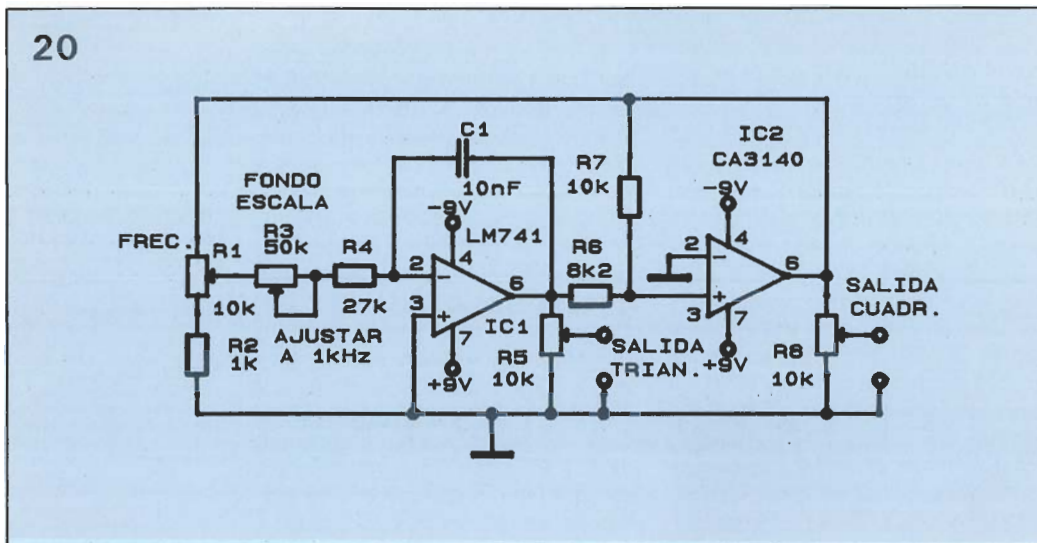 20
C1
10nF
FONDO
ESCALA
FREC.
R1
10k
R3
50k
R4
27k
AJUSTAR
A 1kHz
R2
1k
-9V
LM741
2
-
4
3
+
7
6
IC1
+9V
R5
10k
SALIDA
TRIAN.
R6
8k2
R7
10k
IC2
CA3140
-9V
2
-
4
3
+
7
6
+9V
R8
10k
SALIDA
CUADR.